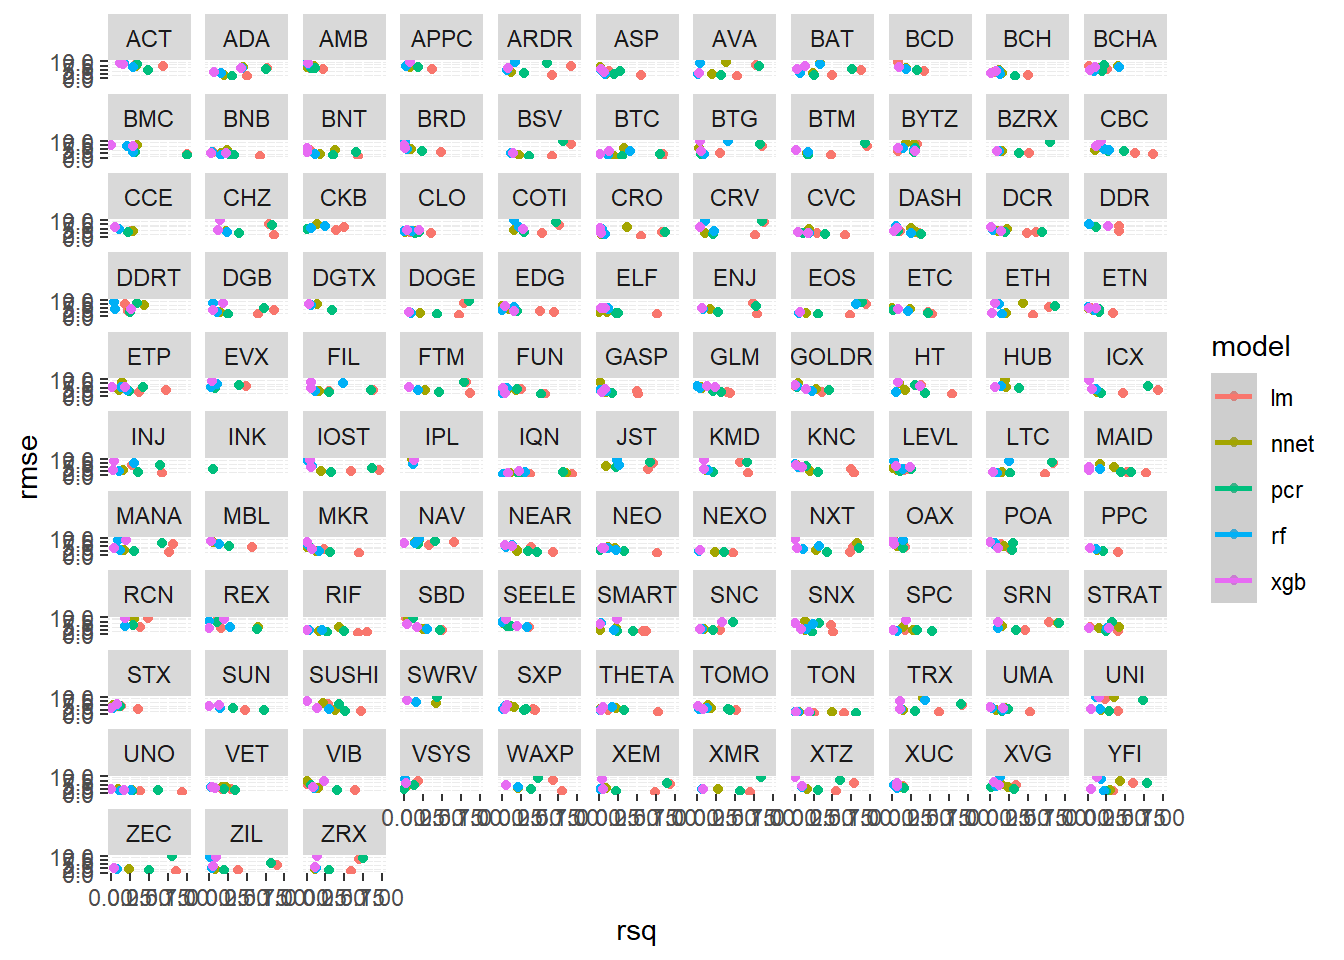 ACT ADA AMB APPC ARDR ASP AVA BAT BCD BCH BCHA
BMC BNB BNT BRD BSV BTC BTG BTM BYTZ BZRX CBC
CCE CHZ CKB CLO COTI CRO CRV CVC DASH DCR DDR
DDRT DGB DGTX DOGE EDG ELF ENJ EOS ETC ETH ETN
ETP EVX FIL FTM FUN GASP GLM GOLDR HT HUB ICX
INJ INK IOST IPL IQN JST KMD KNC LEVL LTC MAID
MANA MBL MKR NAV NEAR NEO NEXO NXT OAX POA PPC
RCN REX RIF SBD SEELE SMART SNC SNX SPC SRN STRAT
STX SUN SUSHI SWRV SXP THETA TOMO TON TRX UMA UNI
UNO VET VIB VSYS WAXP XEM XMR XTZ XUC XVG YFI
ZEC ZIL ZRX
rmse
rsq
model
lm
nnet
pcr
rf
xgb